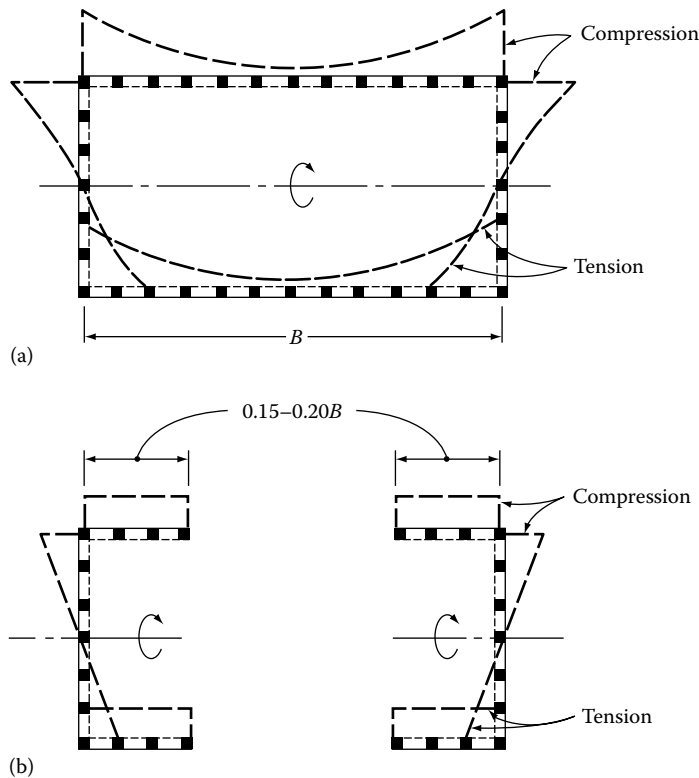 Compression
Tension
B
(a)
0.15–0.20B
Compression
Tension
(b)